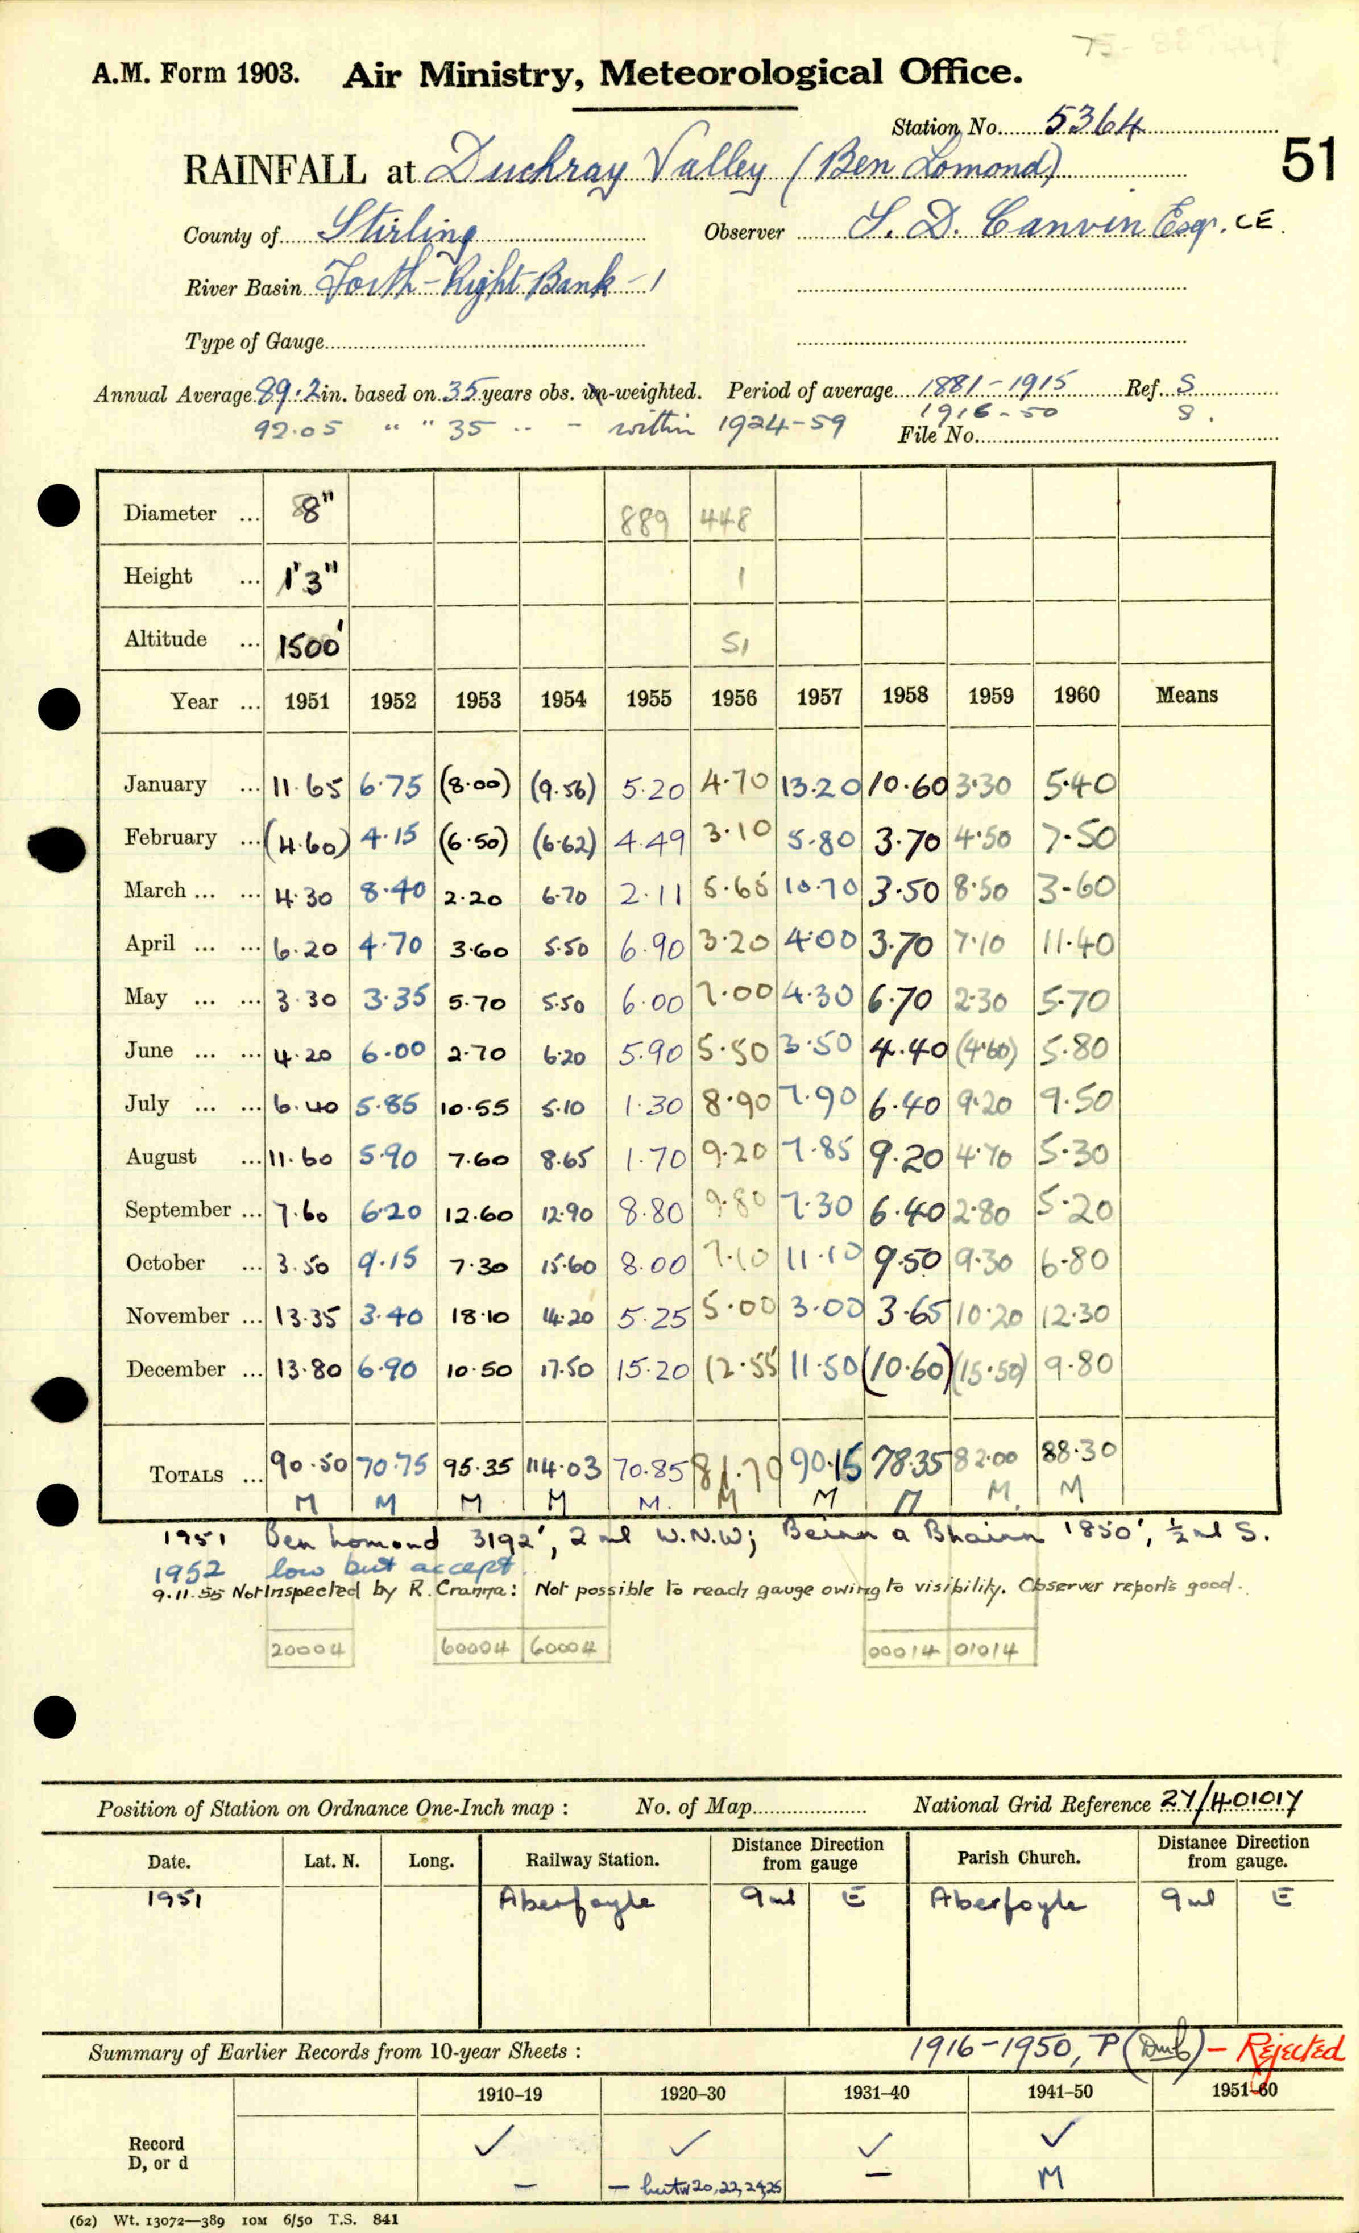 A.M. Form 1903. Air Ministry, Meteorological Office.
Station No. 5364
51
RAINFALL at Duchray Valley (Ben Lomond)
County of Stirling Observer S. D. Canvin Esqr. CE
River Basin Forth - Right Bank - 1
Type of Gauge
Annual Average 89.2 in. based on 35 years obs. un-weighted. Period of average 1881-1915 Ref. S
92.05 " " 35 " - within 1924-59 1916-50 S.
File No.
Diameter ... 8" 889 448
Height ... 1'3" 1
Altitude ... 1500' 51
Year ... 1951 1952 1953 1954 1955 1956 1957 1958 1959 1960 Means
January ... 11.65 6.75 (8.00) (9.56) 5.20 4.70 13.20 10.60 3.30 5.40
February ... (4.60) 4.15 (6.50) (6.62) 4.49 3.10 5.80 3.70 4.50 7.50
March ... ... 4.30 8.40 2.20 6.70 2.11 5.65 10.70 3.50 8.50 3.60
April ... ... 6.20 4.70 3.60 5.50 6.90 3.20 4.00 3.70 7.10 11.40
May ... ... 3.30 3.35 5.70 5.50 6.00 7.00 4.30 6.70 2.30 5.70
June ... ... 4.20 6.00 2.70 6.20 5.90 5.50 3.50 4.40 (4.60) 5.80
July ... ... 6.40 5.85 10.55 5.10 1.30 8.90 7.90 6.40 9.20 9.50
August ... 11.60 5.90 7.60 8.65 1.70 9.20 7.85 9.20 4.70 5.30
September ... 7.60 6.20 12.60 12.90 8.80 9.80 7.30 6.40 2.80 5.20
October ... 3.50 9.15 7.30 15.60 8.00 7.10 11.10 9.50 9.30 6.80
November ... 13.35 3.40 18.10 14.20 5.25 5.00 3.00 3.65 10.20 12.30
December ... 13.80 6.90 10.50 17.50 15.20 12.55 11.50 (10.60) (15.50) 9.80
TOTALS ... 90.50 70.75 95.35 114.03 70.85 81.70 90.15 78.35 82.00 88.30
M M M M M. M M M M. M
1951 Ben Lomond 3192', 2 ml W.N.W; Beinn a Bhainn 1850', ½ ml S.
1952 low but accept.
9.11.55 Not Inspected by R. Cranna: Not possible to reach gauge owing to visibility. Observer reports good.
20004 60004 60004 00014 01014
Position of Station on Ordnance One-Inch map : No. of Map National Grid Reference 27/401017
Date. Lat. N. Long. Railway Station. Distance from gauge Direction Parish Church. Distance from gauge. Direction
1951 Aberfoyle 9 ml E Aberfoyle 9 ml E
1916-1950, P (Dmb) - Rejected
Summary of Earlier Records from 10-year Sheets :
1910-19 1920-30 1931-40 1941-50 1951-60
Record ✓ ✓ ✓ ✓
D, or d - - but w 20,22,24,25 - M
(62) Wt. 13072—389 10M 6/50 T.S. 841